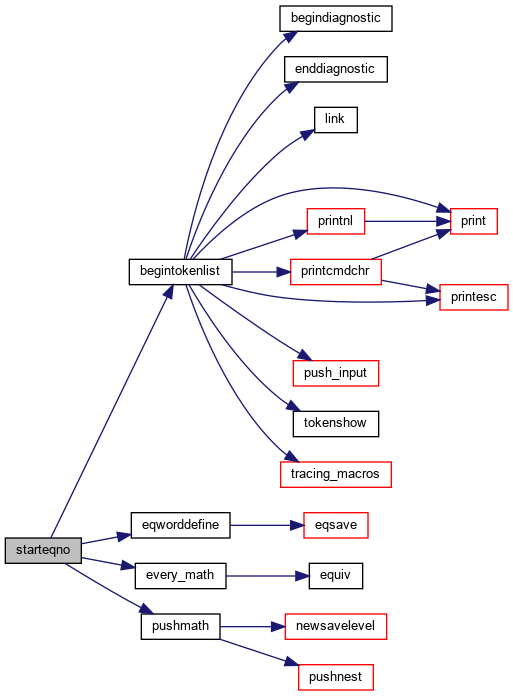 begindiagnostic
enddiagnostic
link
printnl
print
begintokenlist
printcmdchr
printesc
push_input
tokenshow
tracing_macros
starteqno
eqworddefine
eqsave
every_math
equiv
pushmath
newsavelevel
pushnest